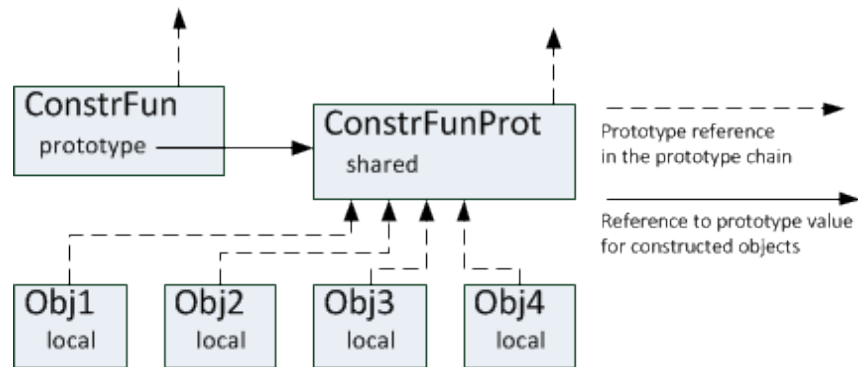 ConstrFun
prototype
ConstrFunProt
shared
Prototype reference
in the prototype chain
Reference to prototype value
for constructed objects
Obj1
local
Obj2
local
Obj3
local
Obj4
local